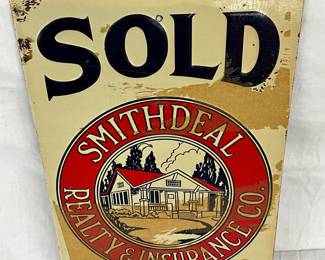 SOLD
SMITHDEAL
REALTY & INSURANCE CO.